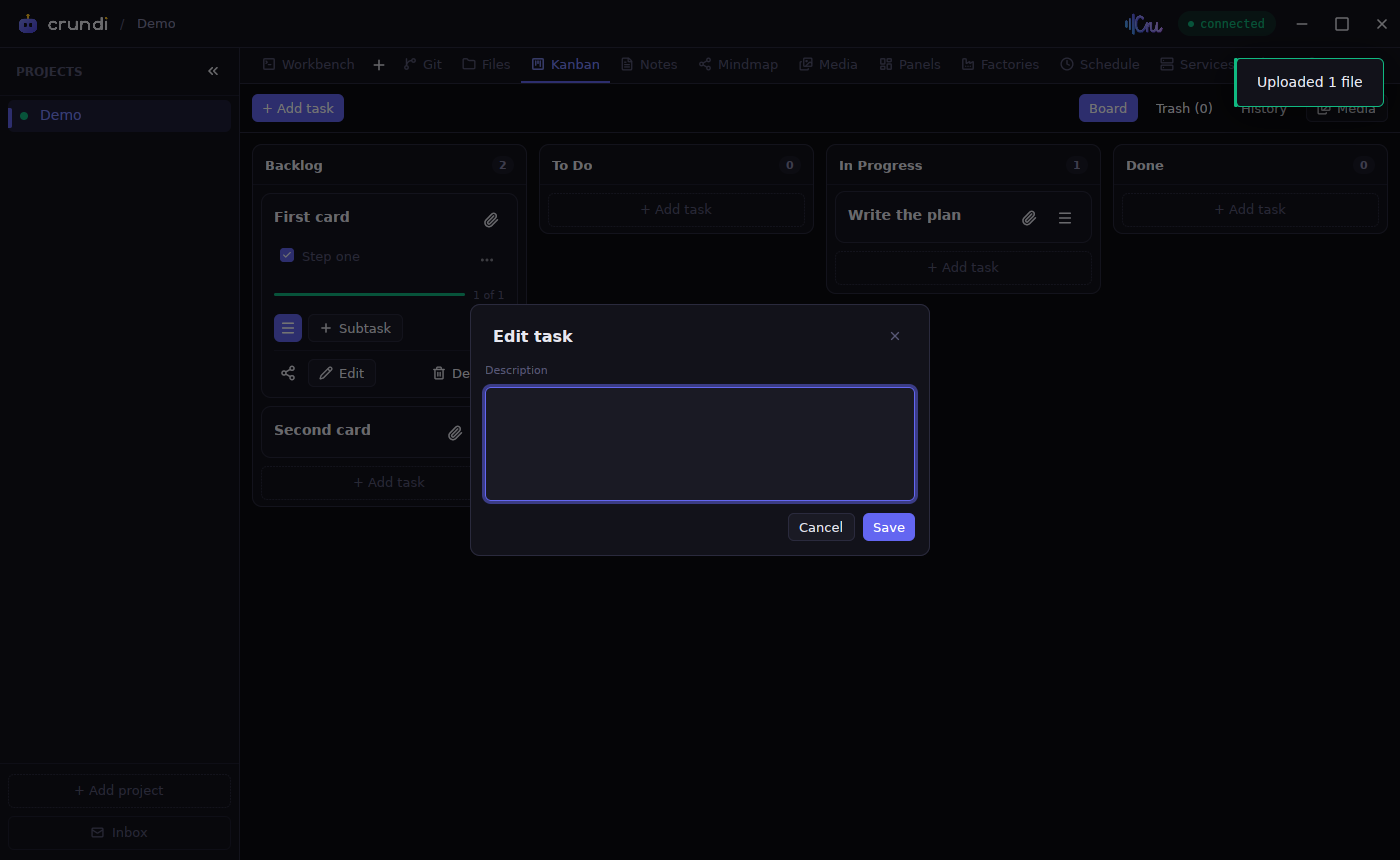 crundi / Demo
Cru
connected
PROJECTS
Workbench
Git
Files
Kanban
Notes
Mindmap
Media
Panels
Factories
Schedule
Services
Uploaded 1 file
Demo
+ Add task
Board
Trash (0)
History
Media
Backlog 2
To Do 0
In Progress 1
Done 0
First card
Step one
1 of 1
Subtask
Edit
De
Second card
+ Add task
+ Add task
Write the plan
+ Add task
+ Add task
Edit task
Description
Cancel
Save
+ Add project
Inbox